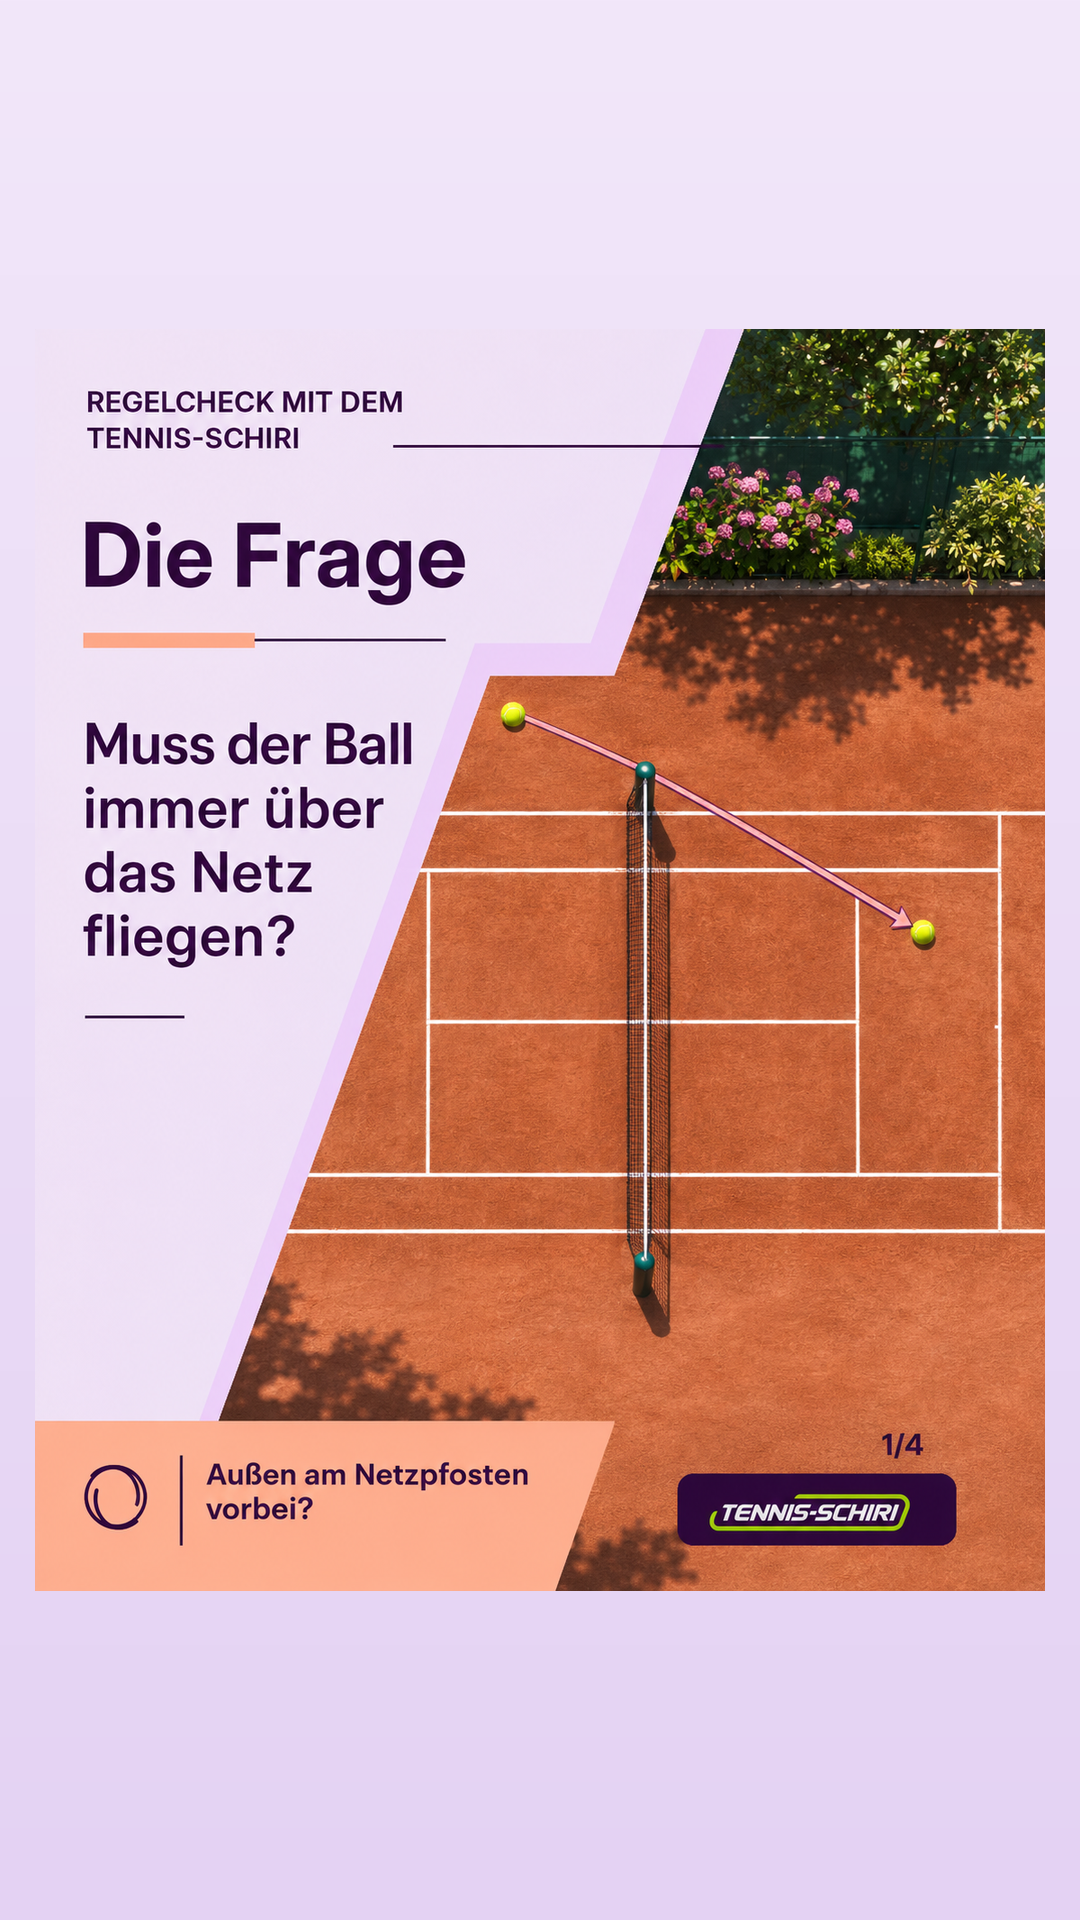 REGELCHECK MIT DEM
TENNIS-SCHIRI
Die Frage
Muss der Ball
immer über
das Netz
fliegen?
Außen am Netzpfosten
vorbei?
1/4
TENNIS-SCHIRI